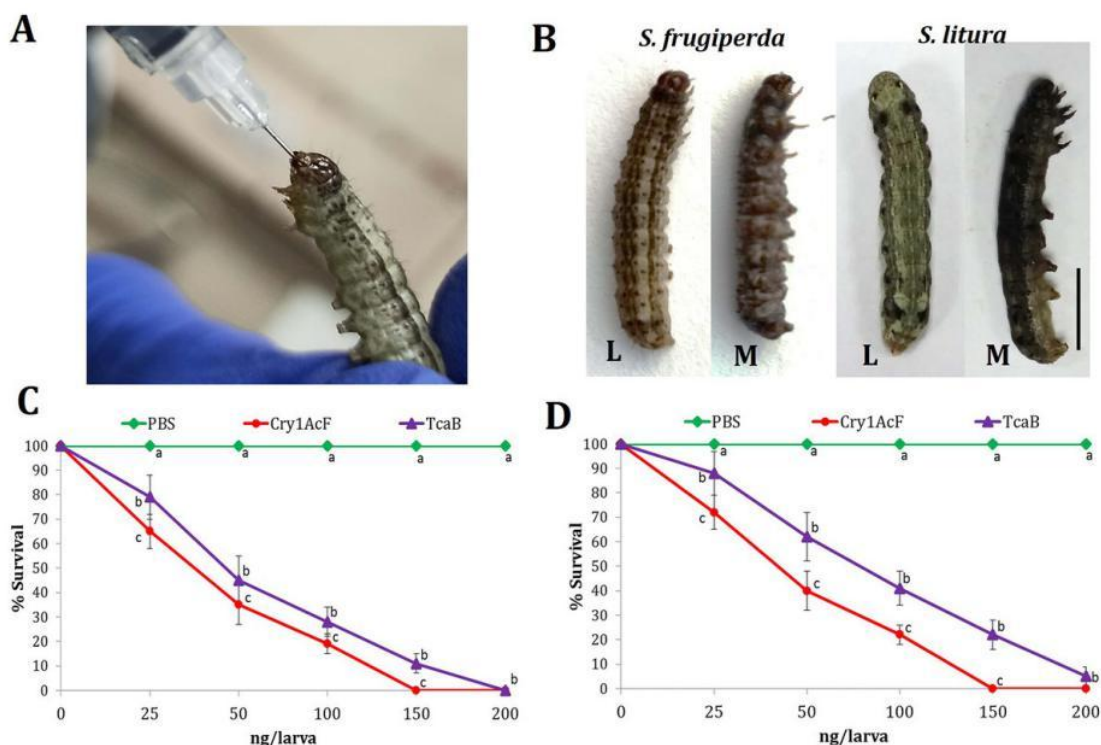 A
B
S. frugiperda S. litura
L M L M
C
PBS Cry1AcF TcaB
100
90
80
70
60
50
40
30
20
10
0
% Survival
a a a a a
b b b b b
c c c c
0 25 50 100 150 200
ng/larva
D
PBS Cry1AcF TcaB
100
90
80
70
60
50
40
30
20
10
0
% Survival
a a a a a
b b b b b
c c c c
0 25 50 100 150 200
ng/larva